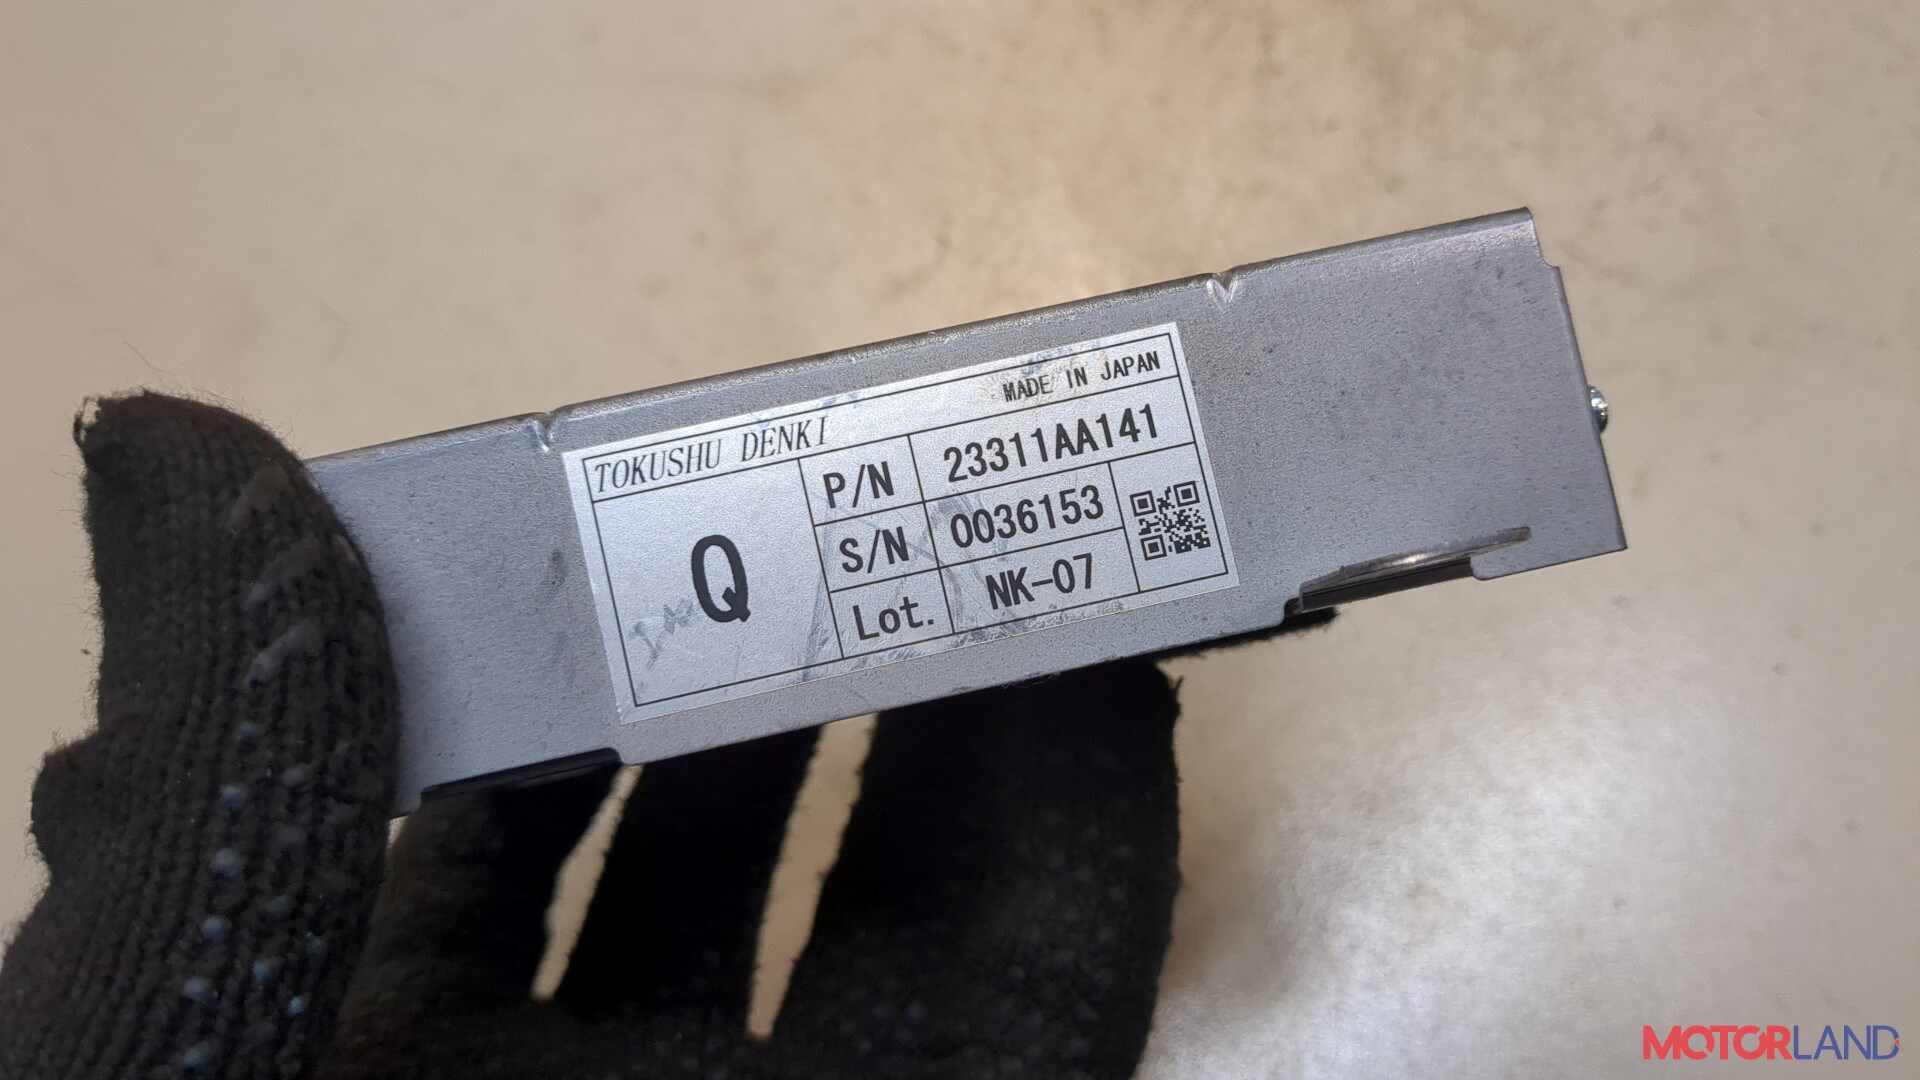 TOKUSHU DENKI MADE IN JAPAN
Q
P/N 23311AA141
S/N 0036153
Lot. NK-07
MOTORLAND